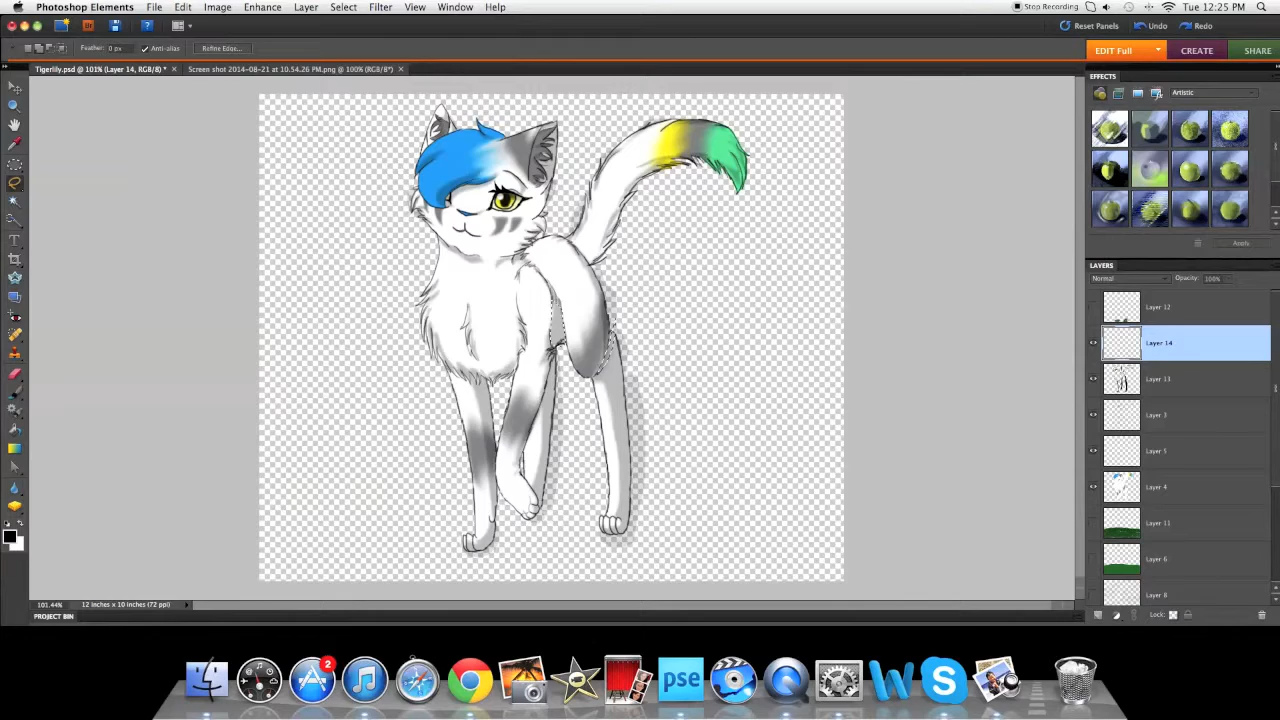 Photoshop Elements File Edit Image Enhance Layer Select Filter View Window Help Stop Recording Tue 12:25 PM
Br ? Reset Panels Undo Redo
Feather: 0 px Anti-alias Refine Edge... EDIT Full CREATE SHARE
Tigerlily.psd @ 101% (Layer 14, RGB/8) * × Screen shot 2014-08-21 at 10.54.26 PM.png @ 100% (RGB/8*) ×
EFFECTS
Artistic
Apply
LAYERS
Normal Opacity: 100%
Layer 12
Layer 14
Layer 13
Layer 3
Layer 5
Layer 4
Layer 11
Layer 6
Layer 8
101.44% 12 inches x 10 inches (72 ppi) Lock:
PROJECT BIN
2
pse W S